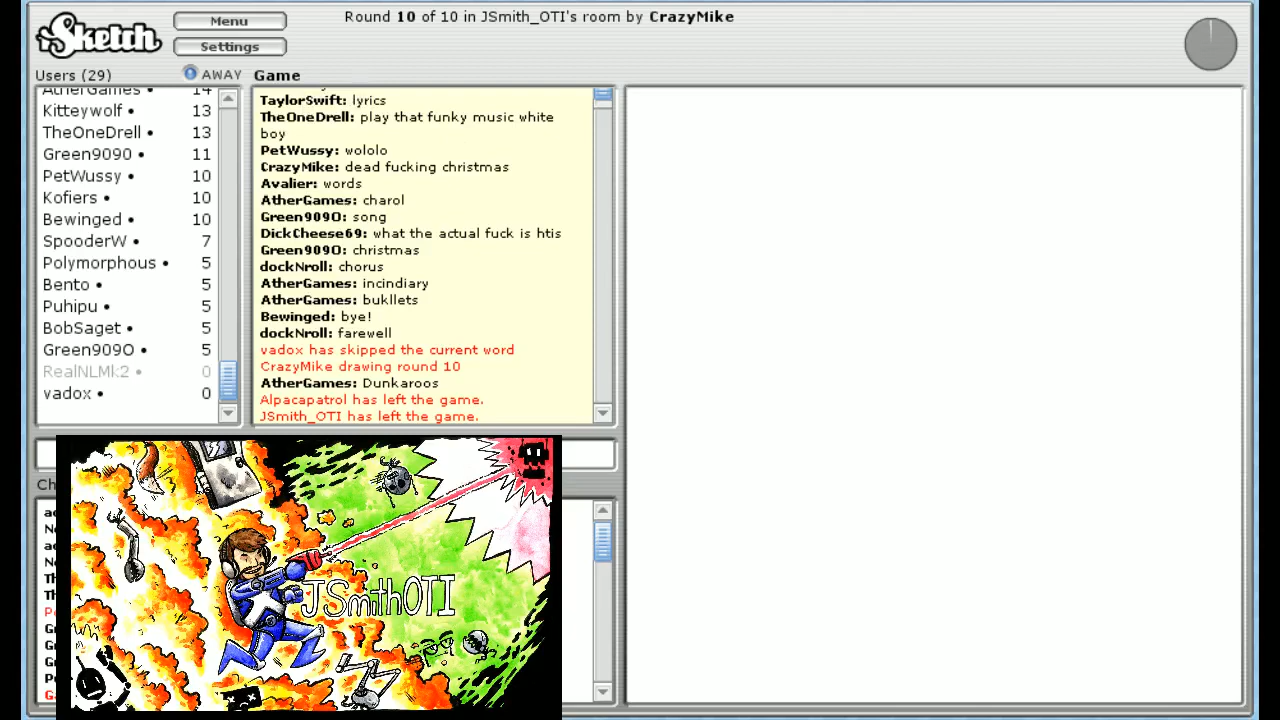 iSketch
Menu
Settings
Round 10 of 10 in JSmith_OTI's room by CrazyMike
Users (29)
AWAY
Game
AtherGames • 14
Kitteywolf • 13
TheOneDrell • 13
Green9090 • 11
PetWussy • 10
Kofiers • 10
Bewinged • 10
SpooderW • 7
Polymorphous • 5
Bento • 5
Puhipu • 5
BobSaget • 5
Green909O • 5
RealNLMk2 • 0
vadox • 0
TaylorSwift: lyrics
TheOneDrell: play that funky music white
boy
PetWussy: wololo
CrazyMike: dead fucking christmas
Avalier: words
AtherGames: charol
Green909O: song
DickCheese69: what the actual fuck is htis
Green909O: christmas
dockNroll: chorus
AtherGames: incindiary
AtherGames: bukllets
Bewinged: bye!
dockNroll: farewell
vadox has skipped the current word
CrazyMike drawing round 10
AtherGames: Dunkaroos
Alpacapatrol has left the game.
JSmith_OTI has left the game.
JSmithOTI